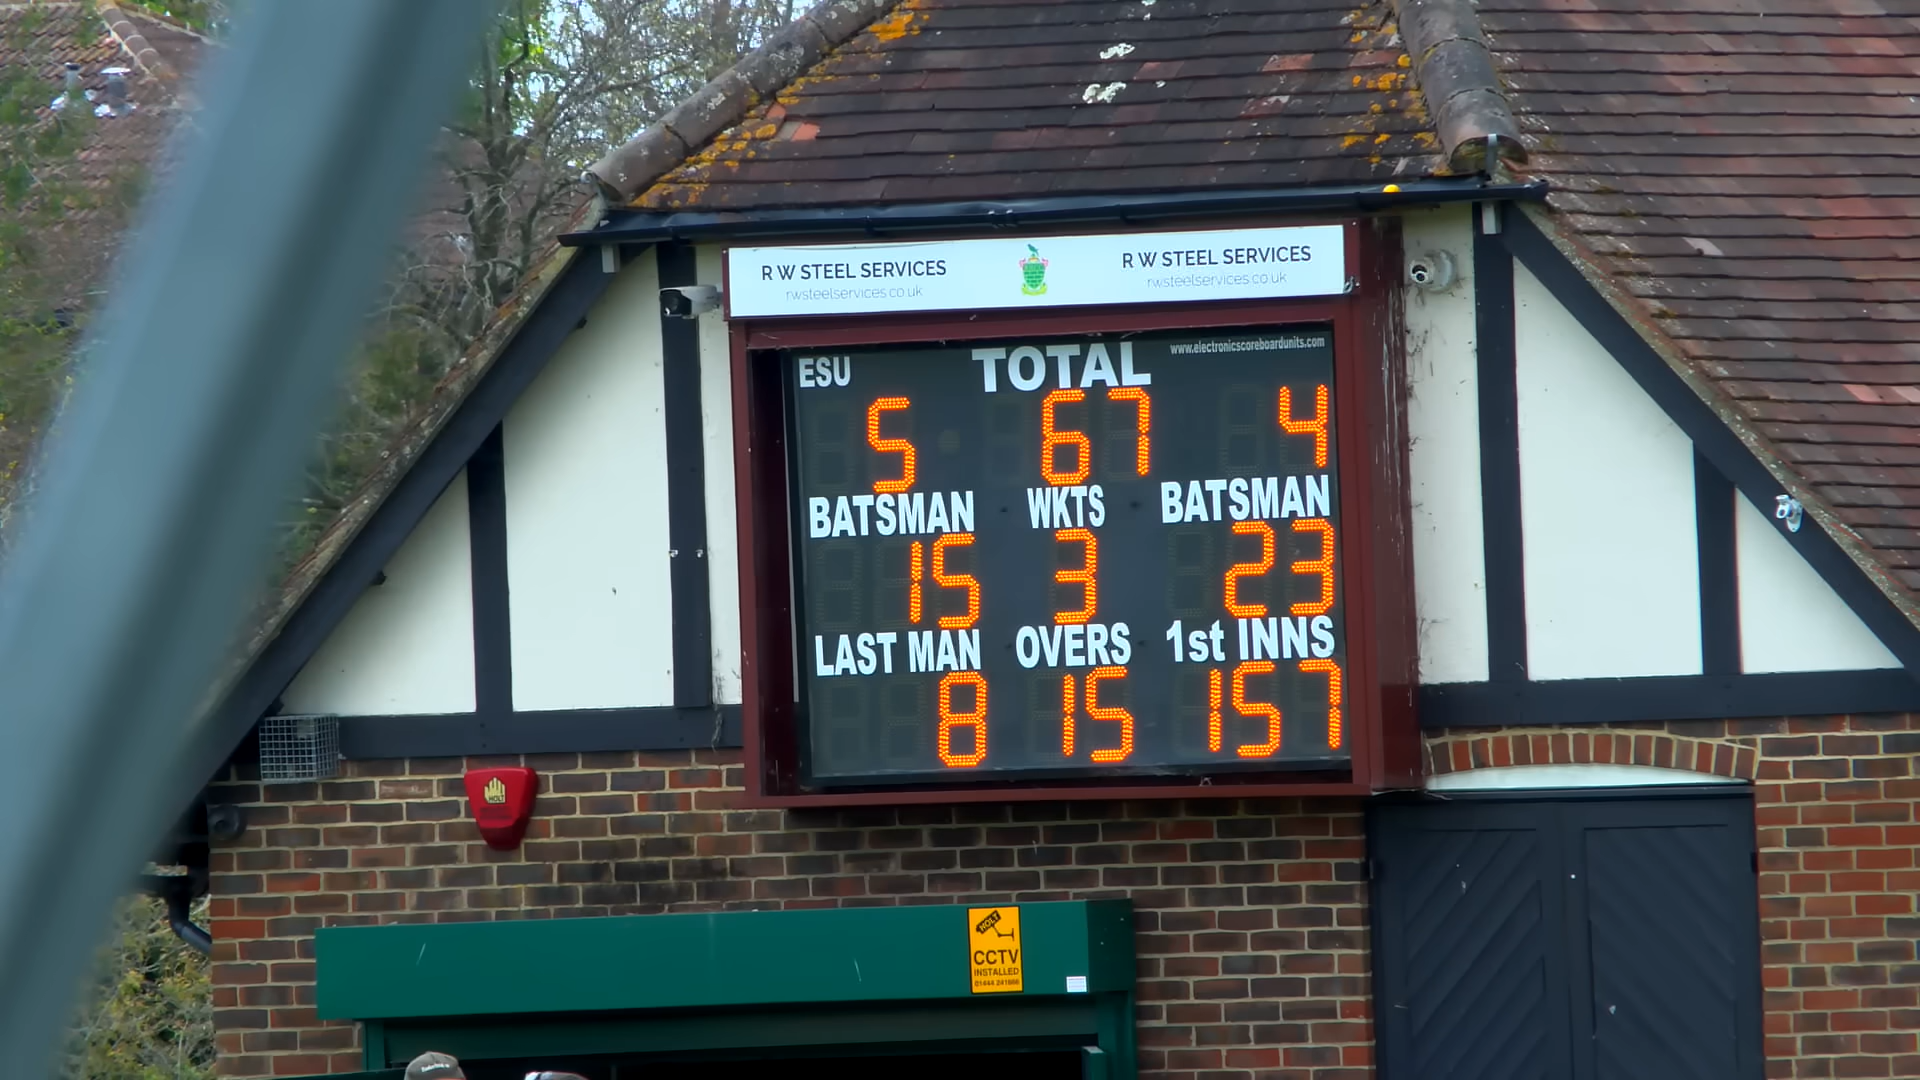 R W STEEL SERVICES
rwsteelservices.co.uk
R W STEEL SERVICES
rwsteelservices.co.uk
ESU
TOTAL
www.electronicscoreboardunits.com
5 67 4
BATSMAN WKTS BATSMAN
15 3 23
LAST MAN OVERS 1st INNS
8 15 157
HOLT
HOLT
CCTV
INSTALLED